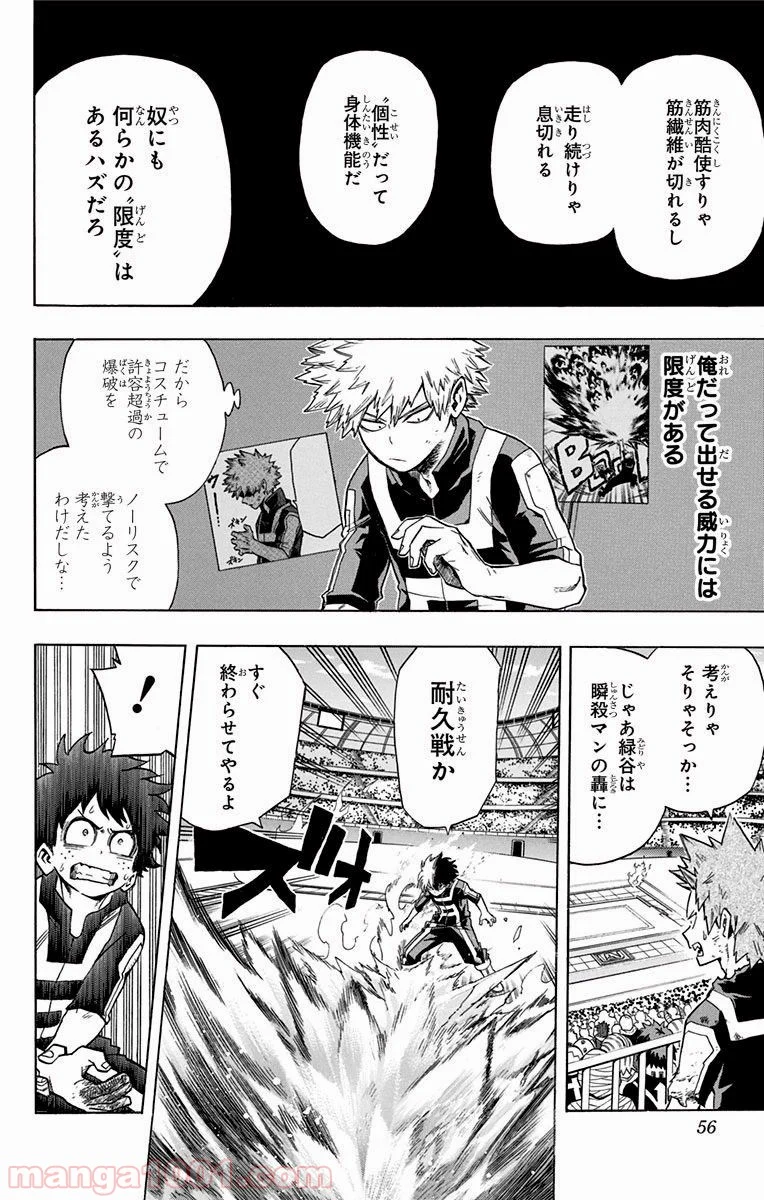 筋肉酷使すりゃ
筋繊維が切れるし
走り続けりゃ
息切れる
“個性”だって
身体機能だ
奴にも
何らかの“限度”は
あるハズだろ
俺だって出せる威力には
限度がある
だから
コスチュームで
許容超過の
爆破を
ノーリスクで
撃てるよう
考えた
わけだしな…
考えりゃ
そりゃそっか…
じゃあ緑谷は
瞬殺マンの轟に…
耐久戦か
すぐ
終わらせてやるよ
ズオッ
!
56
manga1001.com